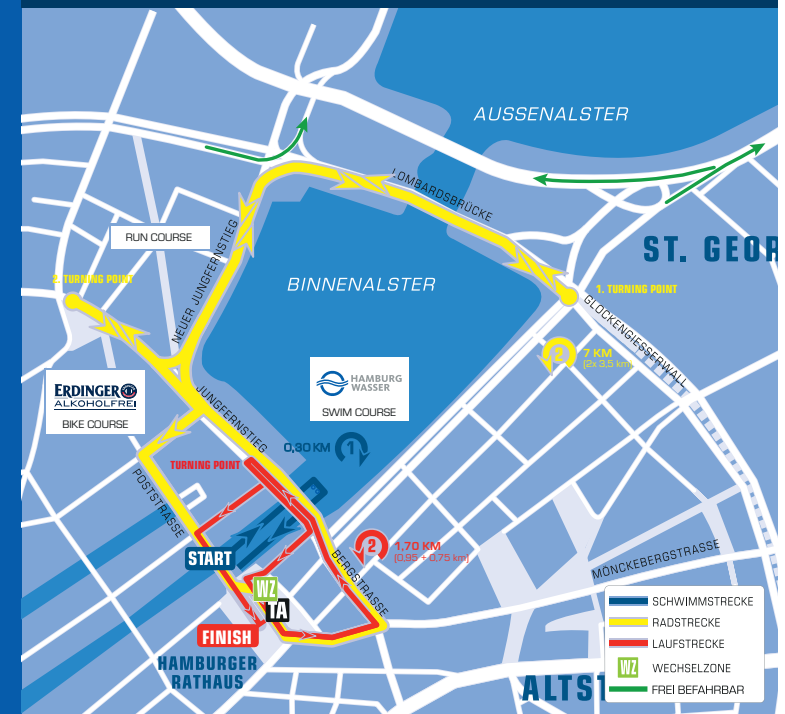 AUSSENALSTER
LOMBARDSBRÜCKE
RUN COURSE
ST. GEOR
NEUER JUNGFERNSTIEG
BINNENALSTER
2. TURNING POINT
1. TURNING POINT
GLOCKENGIESSERWALL
2
7 KM
(2x 3,5 km)
ERDINGER
ALKOHOLFREI
BIKE COURSE
HAMBURG
WASSER
SWIM COURSE
JUNGFERNSTIEG
0,30 KM
1
TURNING POINT
POSTSTRASSE
START
2
1,70 KM
(0,95 + 0,75 km)
BERGSTRASSE
MÖNCKEBERGSTRASSE
WZ
TA
FINISH
HAMBURGER
RATHAUS
ALTST
SCHWIMMSTRECKE
RADSTRECKE
LAUFSTRECKE
WZ WECHSELZONE
FREI BEFAHRBAR